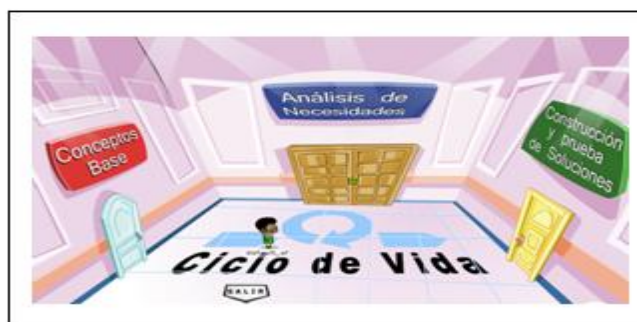 Conceptos
Base
Análisis de
Necesidades
Construcción
y prueba
de Soluciones
Ciclo de Vida
SALIR